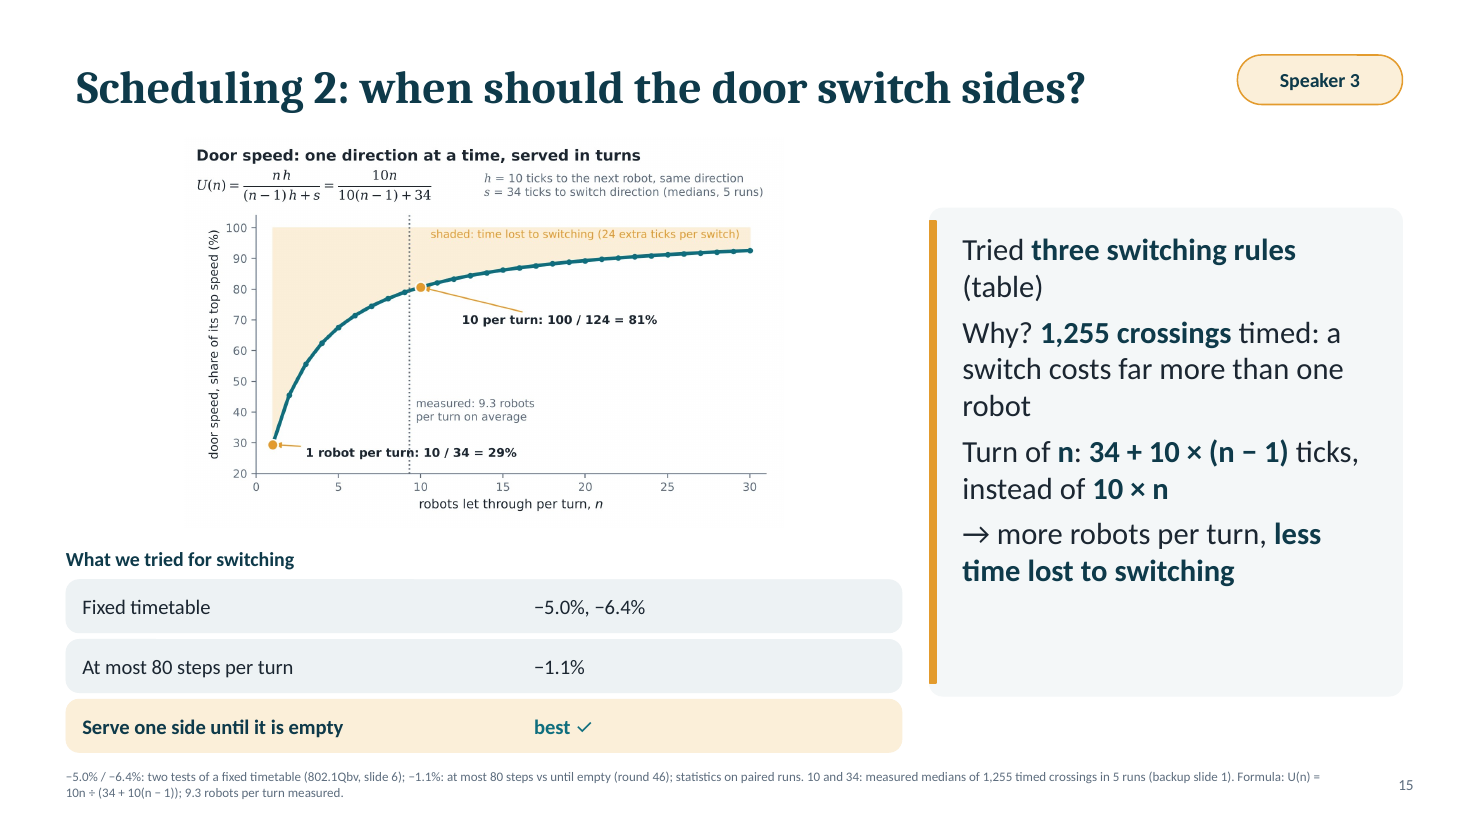 Scheduling 2: when should the door switch sides?
Speaker 3
Door speed: one direction at a time, served in turns
U(n) = n h / ((n − 1) h + s) = 10n / (10(n − 1) + 34)
h = 10 ticks to the next robot, same direction
s = 34 ticks to switch direction (medians, 5 runs)
shaded: time lost to switching (24 extra ticks per switch)
door speed, share of its top speed (%)
100
90
80
70
60
50
40
30
20
10 per turn: 100 / 124 = 81%
measured: 9.3 robots
per turn on average
1 robot per turn: 10 / 34 = 29%
0 5 10 15 20 25 30
robots let through per turn, n
Tried three switching rules
(table)
Why? 1,255 crossings timed: a
switch costs far more than one
robot
Turn of n: 34 + 10 × (n − 1) ticks,
instead of 10 × n
→ more robots per turn, less
time lost to switching
What we tried for switching
Fixed timetable −5.0%, −6.4%
At most 80 steps per turn −1.1%
Serve one side until it is empty best ✓
−5.0% / −6.4%: two tests of a fixed timetable (802.1Qbv, slide 6); −1.1%: at most 80 steps vs until empty (round 46); statistics on paired runs. 10 and 34: measured medians of 1,255 timed crossings in 5 runs (backup slide 1). Formula: U(n) =
10n ÷ (34 + 10(n − 1)); 9.3 robots per turn measured.
15